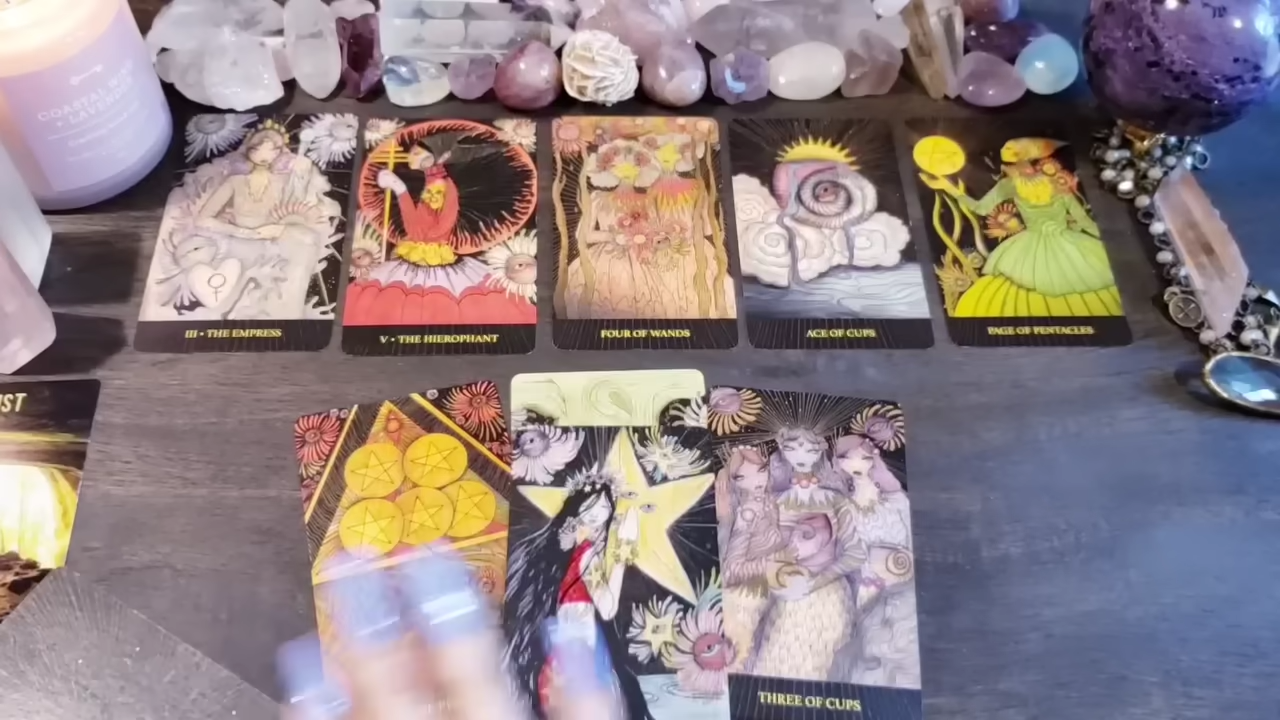 COASTAL
LAVENDER
III • THE EMPRESS
V • THE HIEROPHANT
FOUR OF WANDS
ACE OF CUPS
PAGE OF PENTACLES
IST
THREE OF CUPS